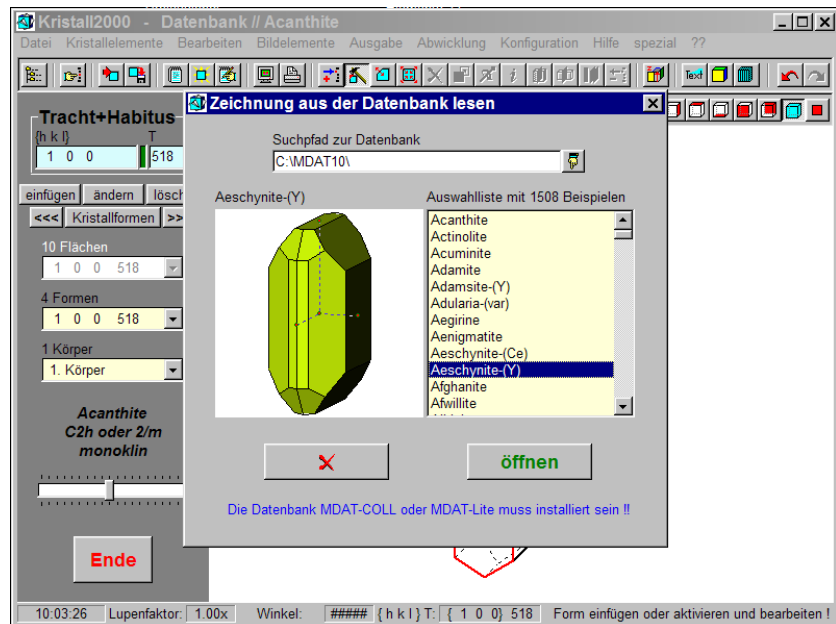 Kristall2000 - Datenbank // Acanthite
Datei Kristallelemente Bearbeiten Bildelemente Ausgabe Abwicklung Konfiguration Hilfe spezial ??
Text
Tracht+Habitus
{h k l} T
1 0 0 518
einfügen ändern lösch
<<< Kristallformen >>
10 Flächen
1 0 0 518
4 Formen
1 0 0 518
1 Körper
1. Körper
Acanthite
C2h oder 2/m
monoklin
Ende
Zeichnung aus der Datenbank lesen
Suchpfad zur Datenbank
C:\MDAT10\
Aeschynite-(Y)
Auswahlliste mit 1508 Beispielen
Acanthite
Actinolite
Acuminite
Adamite
Adamsite-(Y)
Adularia-(var)
Aegirine
Aenigmatite
Aeschynite-(Ce)
Aeschynite-(Y)
Afghanite
Afwillite
öffnen
Die Datenbank MDAT-COLL oder MDAT-Lite muss installiert sein !!
10:03:26 Lupenfaktor: 1.00x Winkel: ##### { h k l } T: { 1 0 0} 518 Form einfügen oder aktivieren und bearbeiten !